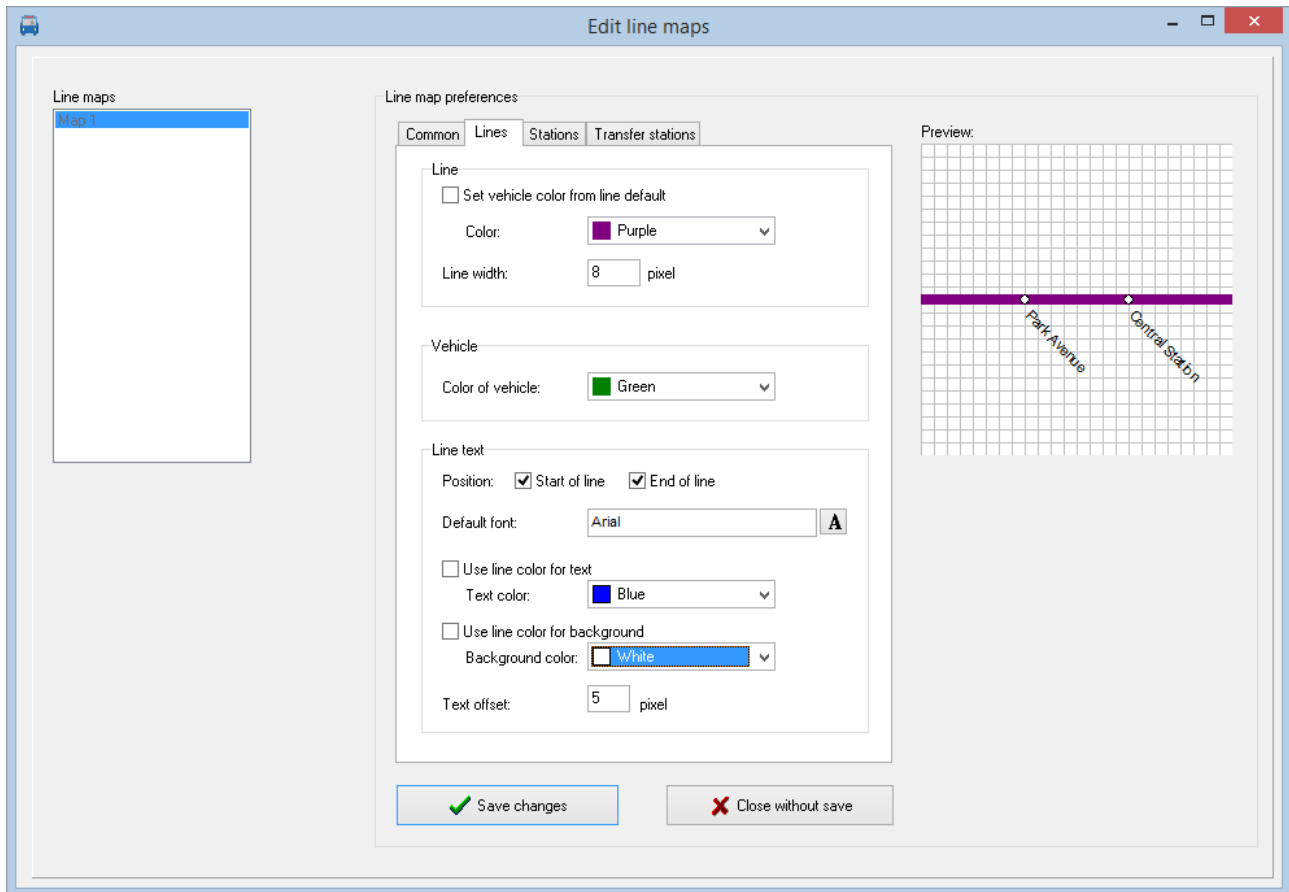 Edit line maps
Line maps
Map 1
Line map preferences
Common
Lines
Stations
Transfer stations
Line
Set vehicle color from line default
Color:
Purple
Line width:
8
pixel
Vehicle
Color of vehicle:
Green
Line text
Position:
Start of line
End of line
Default font:
Arial
A
Use line color for text
Text color:
Blue
Use line color for background
Background color:
White
Text offset:
5
pixel
Save changes
Close without save
Preview:
Park Avenue
Central Station